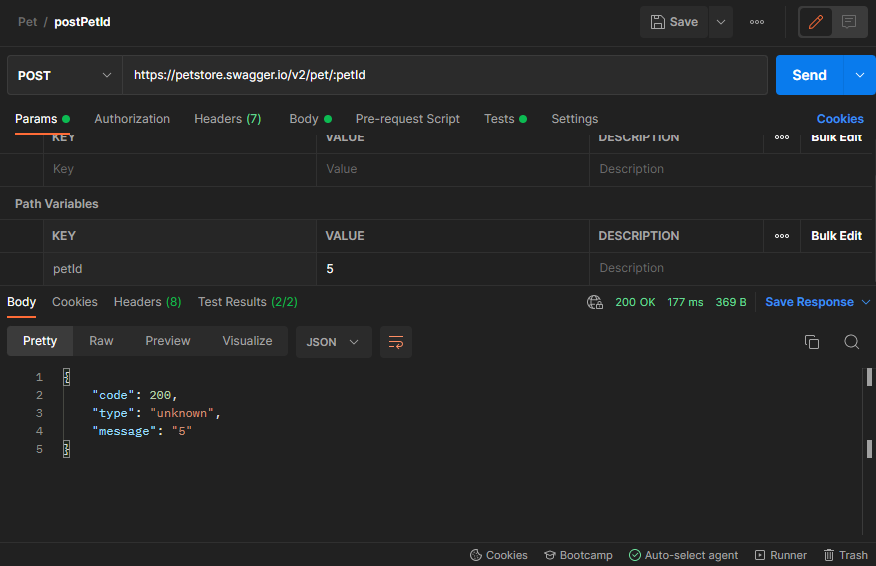 Pet / postPetId Save
POST https://petstore.swagger.io/v2/pet/:petId Send
Params Authorization Headers (7) Body Pre-request Script Tests Settings Cookies
KEY VALUE DESCRIPTION Bulk Edit
Key Value Description
Path Variables
KEY VALUE DESCRIPTION Bulk Edit
petId 5 Description
Body Cookies Headers (8) Test Results (2/2) 200 OK 177 ms 369 B Save Response
Pretty Raw Preview Visualize JSON
1 {
2 "code": 200,
3 "type": "unknown",
4 "message": "5"
5 }
Cookies Bootcamp Auto-select agent Runner Trash